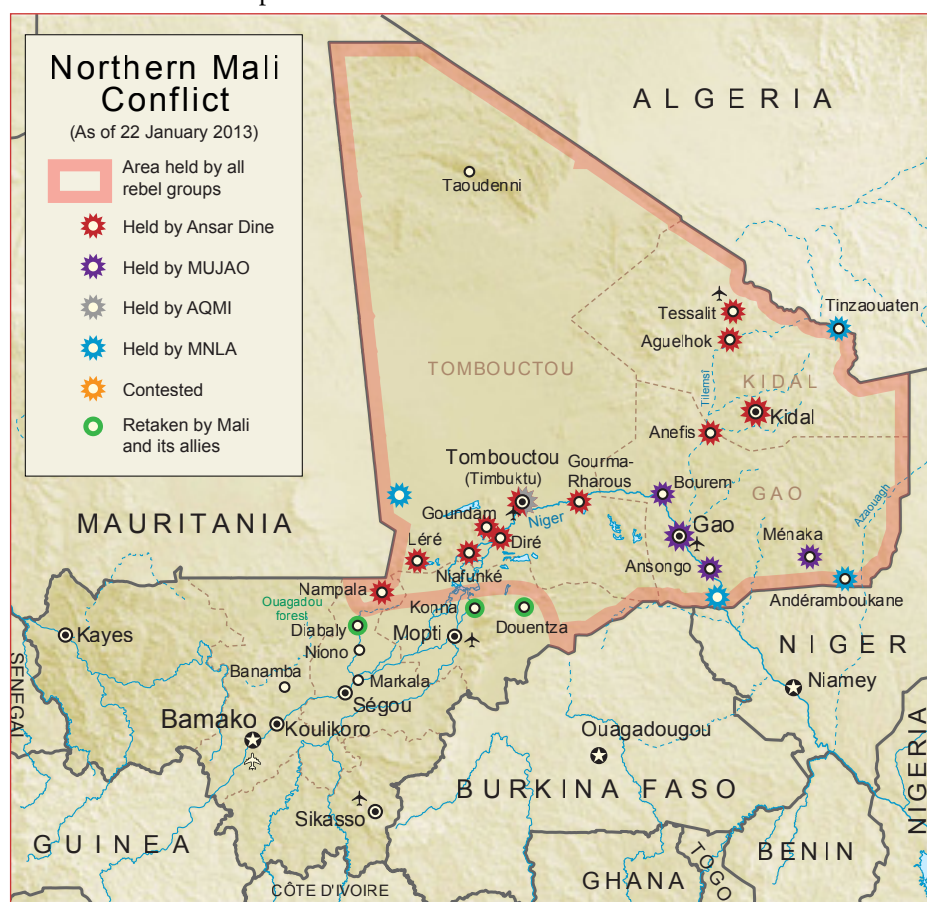 Northern Mali
Conflict
(As of 22 January 2013)
Area held by all
rebel groups
Held by Ansar Dine
Held by MUJAO
Held by AQMI
Held by MNLA
Contested
Retaken by Mali
and its allies
ALGERIA
Taoudenni
Tessalit
Tinzaouaten
Aguelhok
TOMBOUCTOU
Tilemsi
KIDAL
Kidal
Anefis
Tombouctou
(Timbuktu)
Gourma-
Rharous
Bourem
GAO
Azaouagh
MAURITANIA
Goundam
Niger
Gao
Diré
Léré
Ménaka
Niafunké
Ansongo
Nampala
Andéramboukane
Ouagadou
forest
Konna
Douentza
Diabaly
Mopti
Kayes
Niono
NIGER
SENEGAL
Banamba
Markala
Niamey
Ségou
Bamako
Koulikoro
Ouagadougou
BURKINA FASO
NIGERIA
Sikasso
GUINEA
BENIN
TOGO
GHANA
CÔTE D'IVOIRE